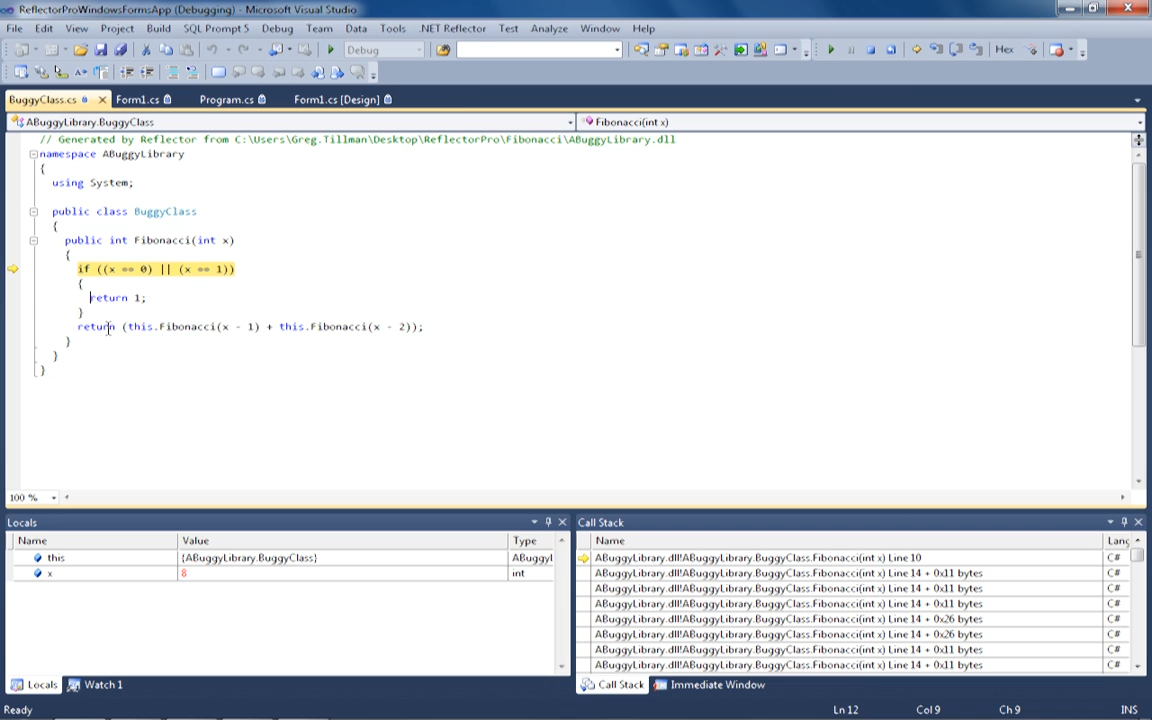 ReflectorProWindowsFormsApp (Debugging) - Microsoft Visual Studio
File Edit View Project Build SQL Prompt 5 Debug Team Data Tools .NET Reflector Test Analyze Window Help
Debug Hex
BuggyClass.cs Form1.cs Program.cs Form1.cs [Design]
ABuggyLibrary.BuggyClass Fibonacci(int x)
// Generated by Reflector from C:\Users\Greg.Tillman\Desktop\ReflectorPro\Fibonacci\ABuggyLibrary.dll
namespace ABuggyLibrary
{
using System;
public class BuggyClass
{
public int Fibonacci(int x)
{
if ((x == 0) || (x == 1))
{
return 1;
}
return (this.Fibonacci(x - 1) + this.Fibonacci(x - 2));
}
}
}
100 %
Locals Call Stack
Name Value Type Name Lang
this {ABuggyLibrary.BuggyClass} ABuggyl ABuggyLibrary.dll!ABuggyLibrary.BuggyClass.Fibonacci(int x) Line 10 C#
x 8 int ABuggyLibrary.dll!ABuggyLibrary.BuggyClass.Fibonacci(int x) Line 14 + 0x11 bytes C#
ABuggyLibrary.dll!ABuggyLibrary.BuggyClass.Fibonacci(int x) Line 14 + 0x11 bytes C#
ABuggyLibrary.dll!ABuggyLibrary.BuggyClass.Fibonacci(int x) Line 14 + 0x11 bytes C#
ABuggyLibrary.dll!ABuggyLibrary.BuggyClass.Fibonacci(int x) Line 14 + 0x26 bytes C#
ABuggyLibrary.dll!ABuggyLibrary.BuggyClass.Fibonacci(int x) Line 14 + 0x26 bytes C#
ABuggyLibrary.dll!ABuggyLibrary.BuggyClass.Fibonacci(int x) Line 14 + 0x11 bytes C#
ABuggyLibrary.dll!ABuggyLibrary.BuggyClass.Fibonacci(int x) Line 14 + 0x11 bytes C#
Locals Watch 1 Call Stack Immediate Window
Ready Ln 12 Col 9 Ch 9 INS